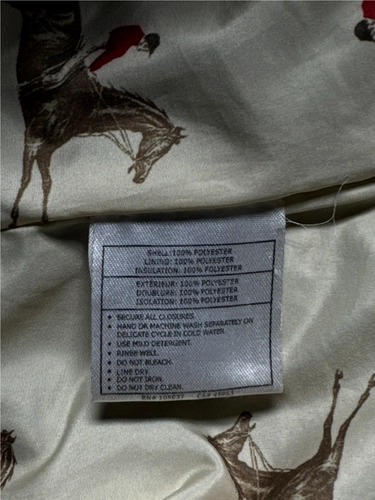 SHELL: 100% POLYESTER
LINING: 100% POLYESTER
INSULATION: 100% POLYESTER
EXTÉRIEUR: 100% POLYESTER
DOUBLURE: 100% POLYESTER
ISOLATION: 100% POLYESTER
• SECURE ALL CLOSURES.
• HAND OR MACHINE WASH SEPARATELY ON
DELICATE CYCLE IN COLD WATER.
• USE MILD DETERGENT.
• RINSE WELL.
• DO NOT BLEACH.
• LINE DRY.
• DO NOT IRON.
• DO NOT DRY CLEAN.
RN#